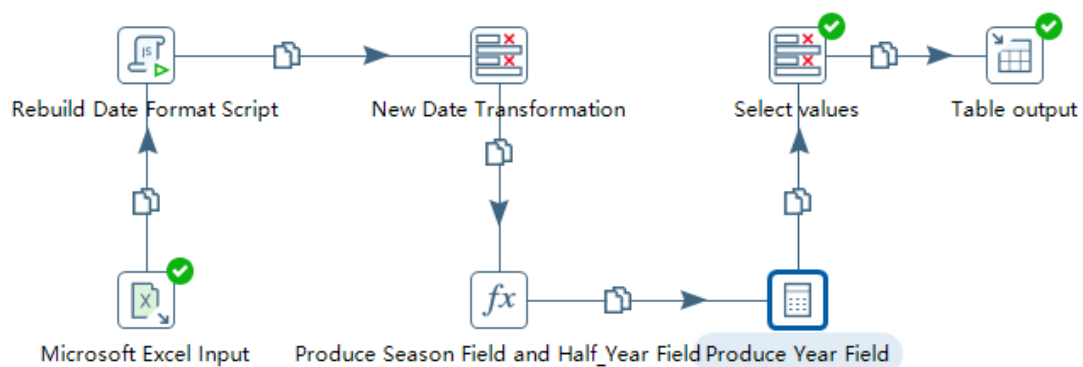 Rebuild Date Format Script
New Date Transformation
Select values
Table output
Microsoft Excel Input
Produce Season Field and Half_Year Field
Produce Year Field